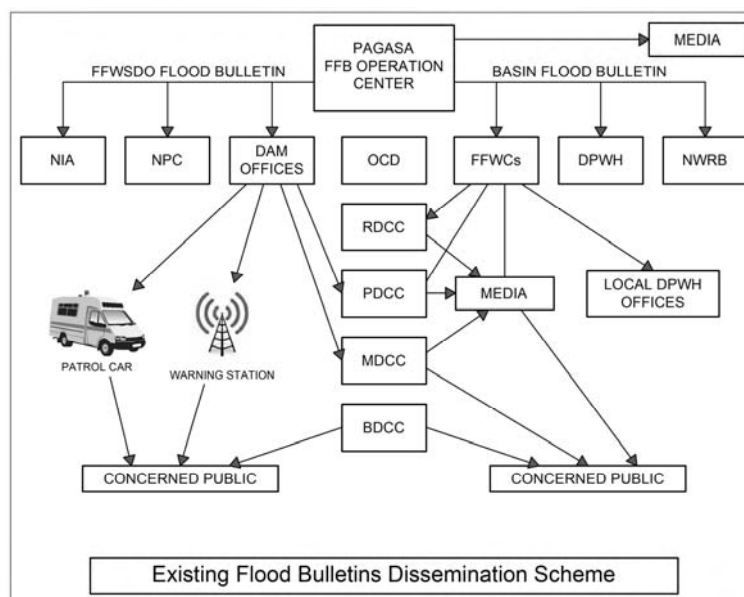 PAGASA
FFB OPERATION
CENTER
MEDIA
FFWSDO FLOOD BULLETIN
BASIN FLOOD BULLETIN
NIA
NPC
DAM
OFFICES
OCD
FFWCs
DPWH
NWRB
RDCC
PDCC
MEDIA
LOCAL DPWH
OFFICES
PATROL CAR
WARNING STATION
MDCC
BDCC
CONCERNED PUBLIC
CONCERNED PUBLIC
Existing Flood Bulletins Dissemination Scheme